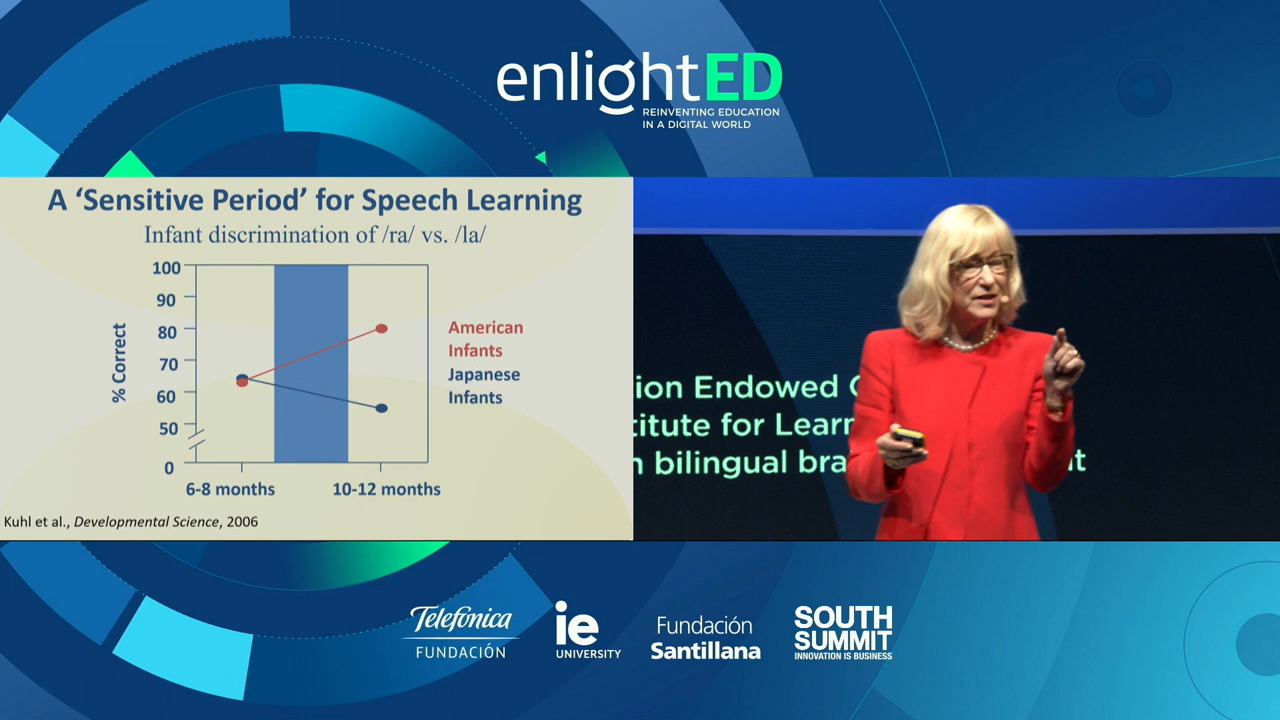 enlightED
REINVENTING EDUCATION
IN A DIGITAL WORLD
A ‘Sensitive Period’ for Speech Learning
Infant discrimination of /ra/ vs. /la/
% Correct
100
90
80
70
60
50
0
American
Infants
Japanese
Infants
6-8 months
10-12 months
Kuhl et al., Developmental Science, 2006
ion Endowed
titute for Lear
bilingual bra
Telefónica
FUNDACIÓN
ie
UNIVERSITY
Fundación
Santillana
SOUTH
SUMMIT
INNOVATION IS BUSINESS